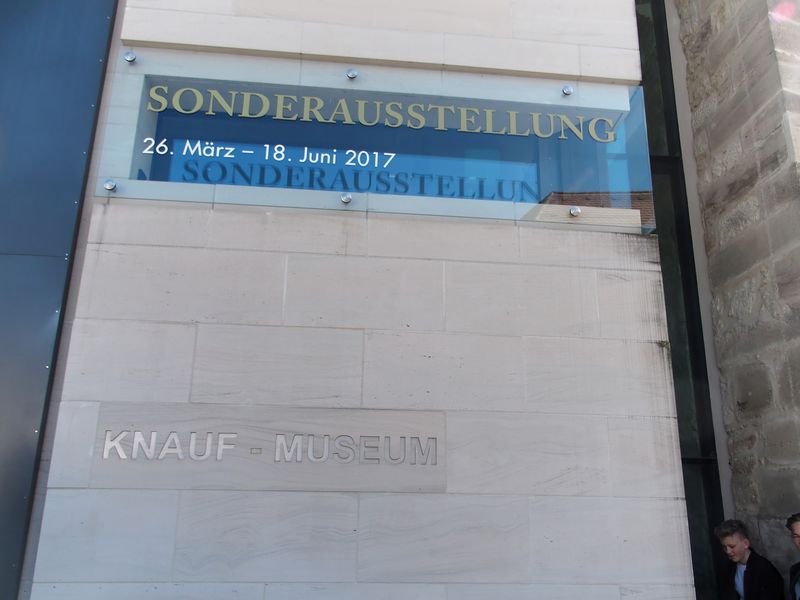 SONDERAUSSTELLUNG
26. März – 18. Juni 2017
KNAUF - MUSEUM